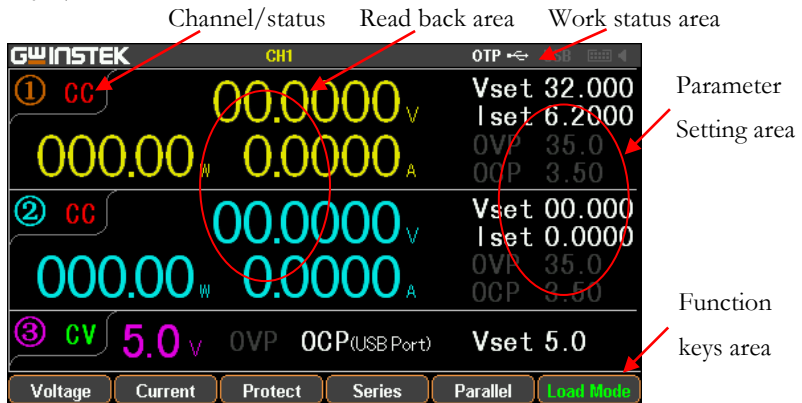 Channel/status Read back area Work status area
GWINSTEK CH1 OTP USB
① CC 00.0000 V Vset 32.000
Iset 6.2000
000.00 W 0.0000 A OVP 35.0
OCP 3.50
Parameter
Setting area
② CC 00.0000 V Vset 00.000
Iset 0.0000
000.00 W 0.0000 A OVP 35.0
OCP 3.50
③ CV 5.0 V OVP OCP(USB Port) Vset 5.0
Function
keys area
Voltage Current Protect Series Parallel Load Mode